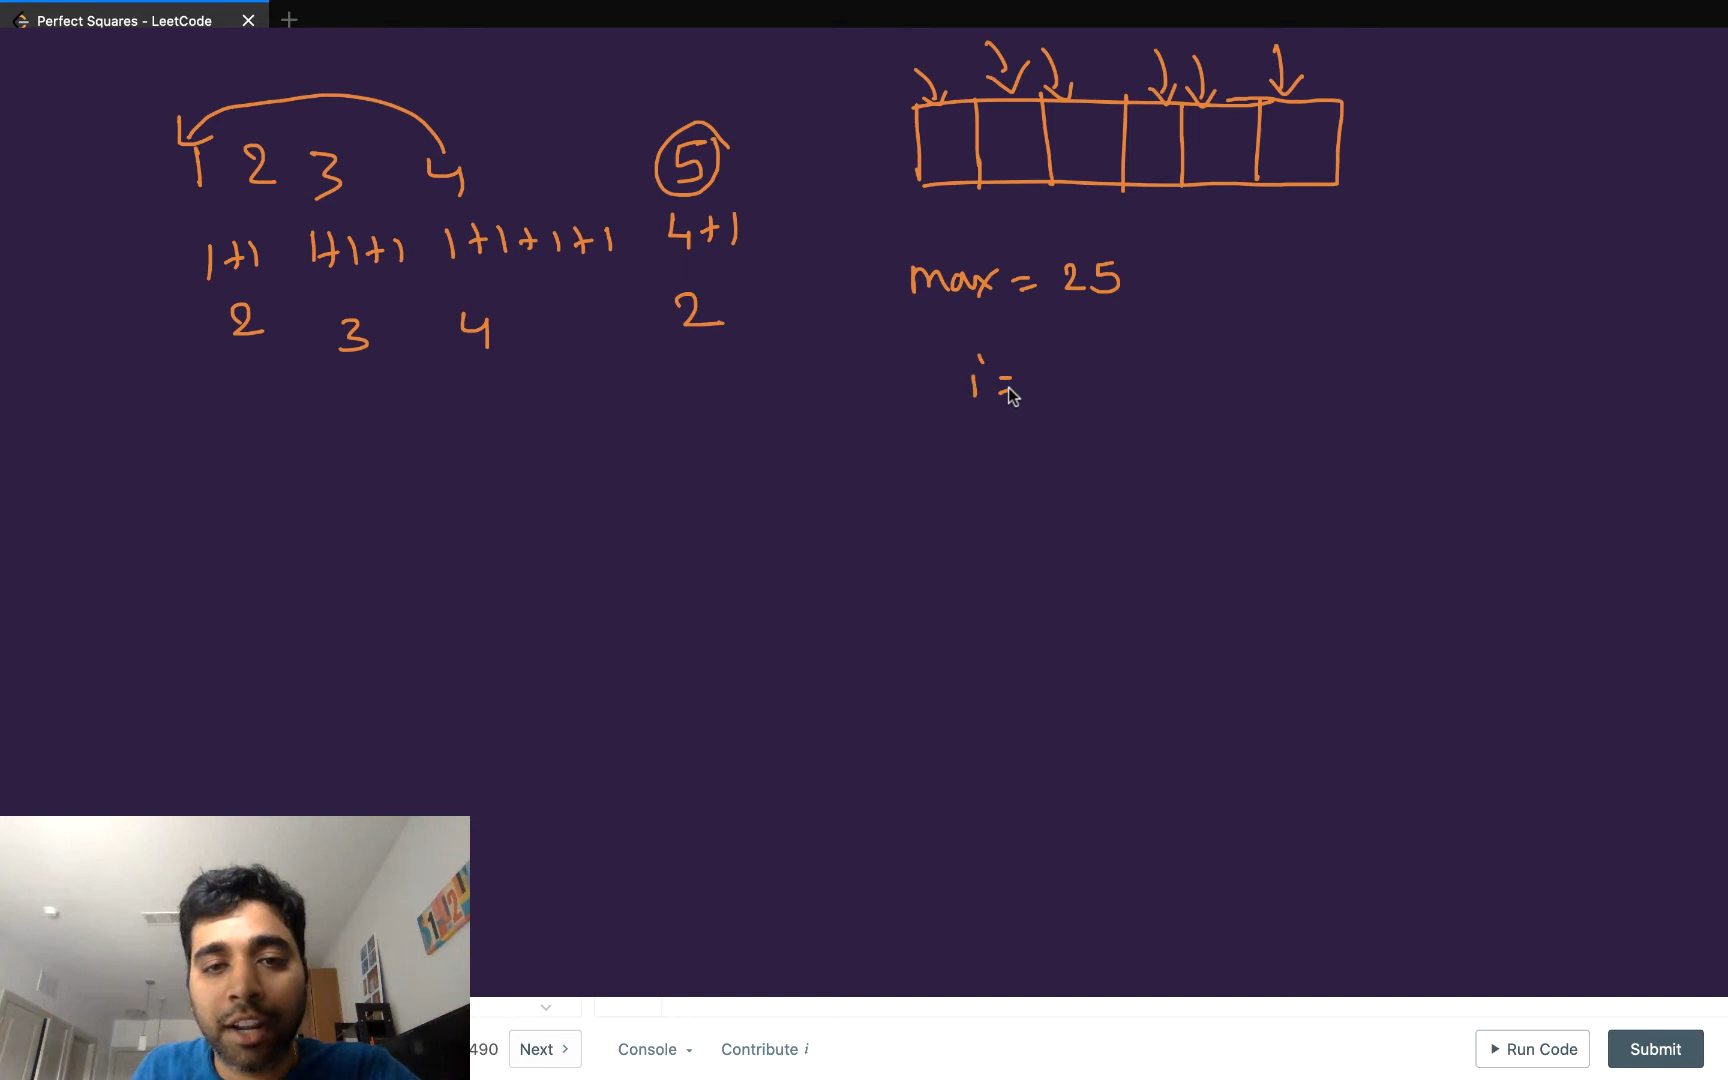 Perfect Squares - LeetCode
1 2 3 4 5
1+1 1+1+1 1+1+1+1 4+1
2 3 4 2
max = 25
i =
490 Next Console Contribute i Run Code Submit